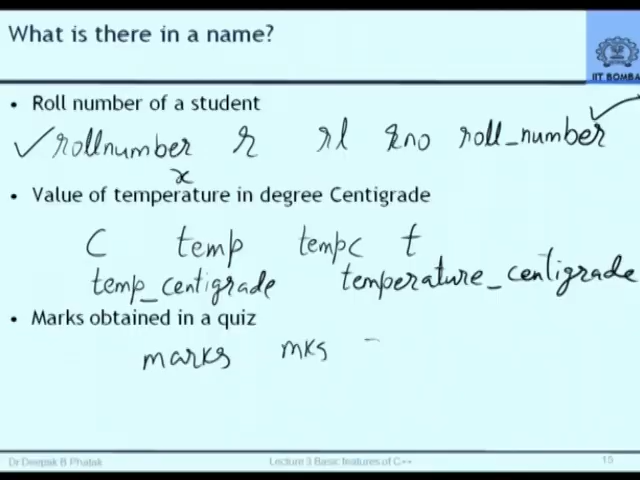 What is there in a name?
IIT BOMBA
• Roll number of a student
rollnumber r rl rno roll_number
x
• Value of temperature in degree Centigrade
C temp tempc t
temp_centigrade temperature_centigrade
• Marks obtained in a quiz
marks mks
Dr Deepak B Phatak Lecture 3 Basic features of C++ 15